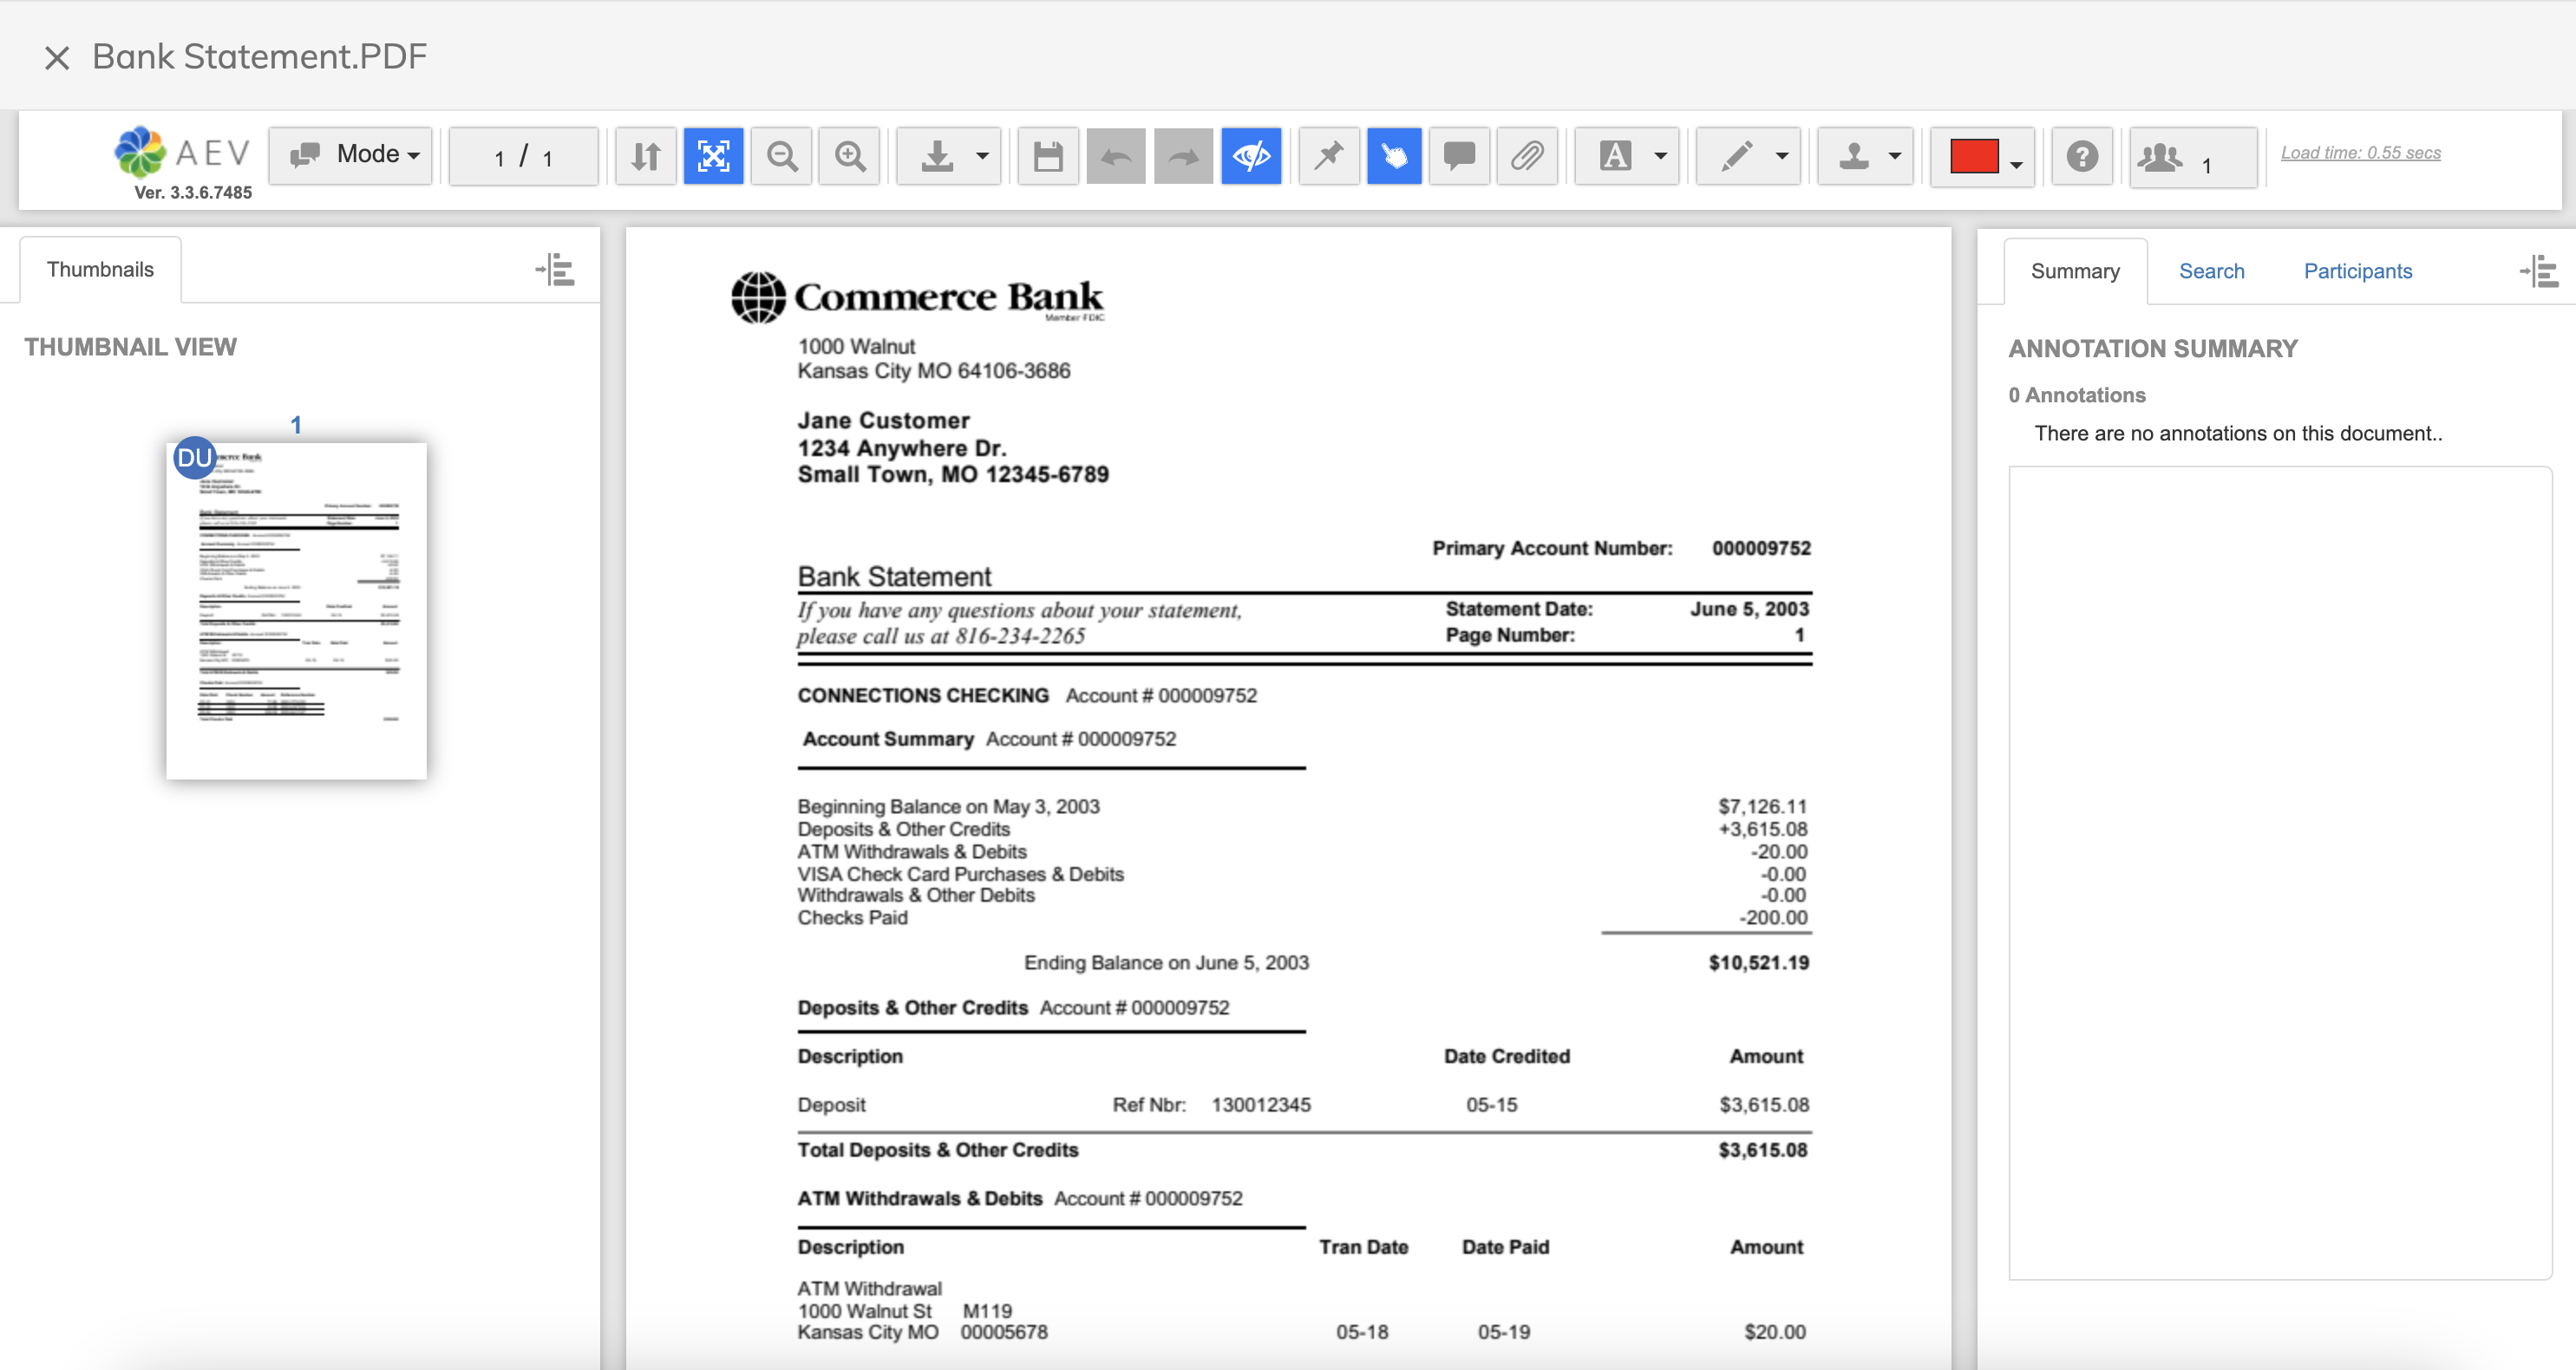 Bank Statement.PDF
AEV
Ver. 3.3.6.7485
Mode
1 / 1
A
?
1
Load time: 0.55 secs
Thumbnails
THUMBNAIL VIEW
1
DU
Commerce Bank
Member FDIC
1000 Walnut
Kansas City MO 64106-3686
Jane Customer
1234 Anywhere Dr.
Small Town, MO 12345-6789
Primary Account Number: 000009752
Bank Statement
If you have any questions about your statement,
please call us at 816-234-2265
Statement Date: June 5, 2003
Page Number: 1
CONNECTIONS CHECKING Account # 000009752
Account Summary Account # 000009752
Beginning Balance on May 3, 2003 $7,126.11
Deposits & Other Credits +3,615.08
ATM Withdrawals & Debits -20.00
VISA Check Card Purchases & Debits -0.00
Withdrawals & Other Debits -0.00
Checks Paid -200.00
Ending Balance on June 5, 2003 $10,521.19
Deposits & Other Credits Account # 000009752
Description Date Credited Amount
Deposit Ref Nbr: 130012345 05-15 $3,615.08
Total Deposits & Other Credits $3,615.08
ATM Withdrawals & Debits Account # 000009752
Description Tran Date Date Paid Amount
ATM Withdrawal
1000 Walnut St M119
Kansas City MO 00005678 05-18 05-19 $20.00
Summary
Search
Participants
ANNOTATION SUMMARY
0 Annotations
There are no annotations on this document..